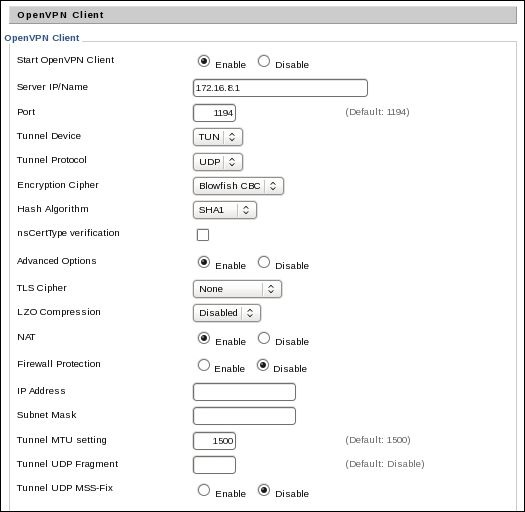 OpenVPN Client
OpenVPN Client
Start OpenVPN Client Enable Disable
Server IP/Name 172.16.8.1
Port 1194 (Default: 1194)
Tunnel Device TUN
Tunnel Protocol UDP
Encryption Cipher Blowfish CBC
Hash Algorithm SHA1
nsCertType verification
Advanced Options Enable Disable
TLS Cipher None
LZO Compression Disabled
NAT Enable Disable
Firewall Protection Enable Disable
IP Address
Subnet Mask
Tunnel MTU setting 1500 (Default: 1500)
Tunnel UDP Fragment (Default: Disable)
Tunnel UDP MSS-Fix Enable Disable